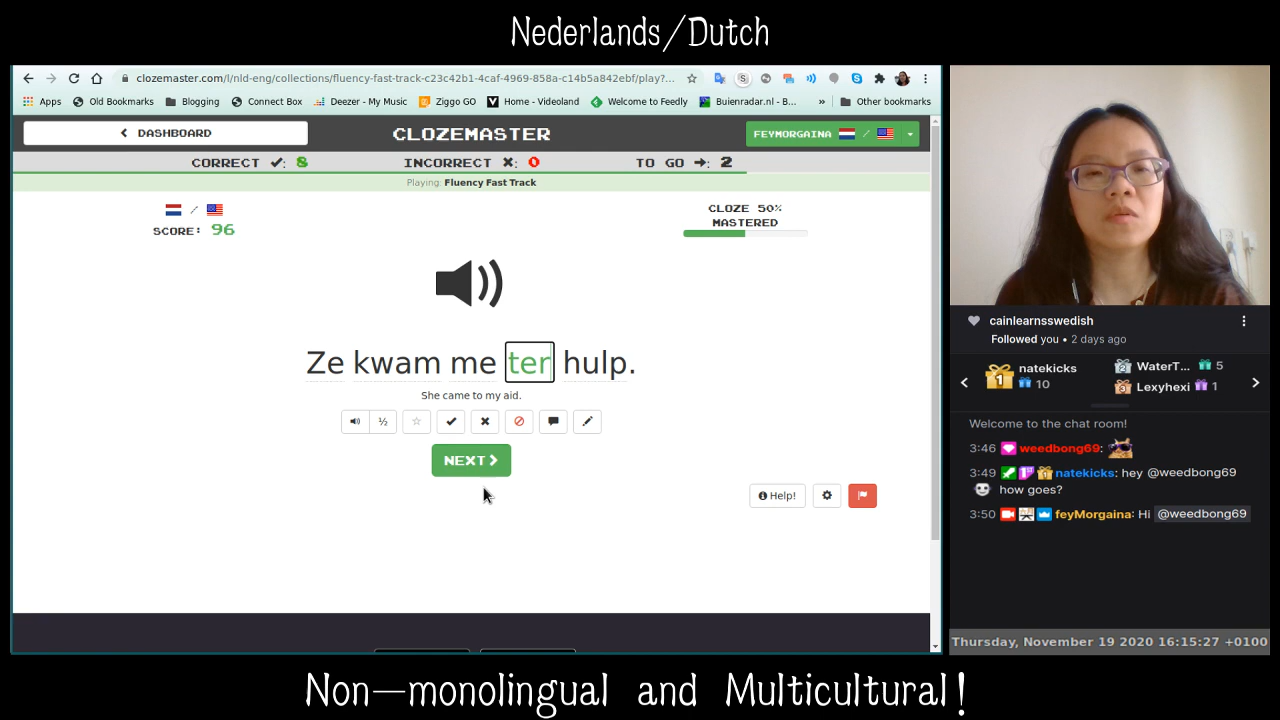 Nederlands/Dutch
clozemaster.com/l/nld-eng/collections/fluency-fast-track-c23c42b1-4caf-4969-858a-c14b5a842ebf/play?...
Apps Old Bookmarks Blogging Connect Box Deezer - My Music Ziggo GO Home - Videoland Welcome to Feedly Buienradar.nl - B... » Other bookmarks
DASHBOARD
CLOZEMASTER
FEYMORGAINA /
CORRECT ✔: 8 INCORRECT ✖: 0 TO GO ➔: 2
Playing: Fluency Fast Track
/
SCORE: 96
CLOZE 50%
MASTERED
Ze kwam me ter hulp.
She came to my aid.
½
NEXT
Help!
cainlearnsswedish
Followed you • 2 days ago
1 natekicks
10
2 WaterT... 5
3 Lexyhexi 1
Welcome to the chat room!
3:46 weedbong69:
3:49 natekicks: hey @weedbong69
how goes?
3:50 feyMorgaina: Hi @weedbong69
Thursday, November 19 2020 16:15:27 +0100
Non-monolingual and Multicultural!